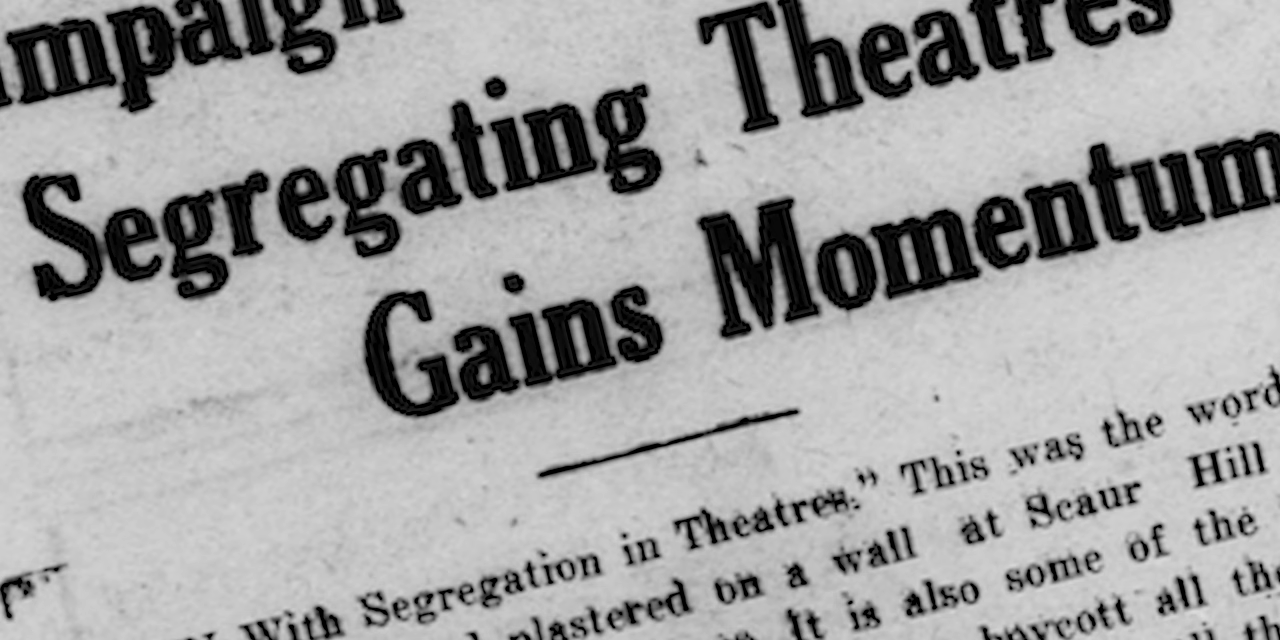 mpaign
Segregating Theatres
Gains Momentum
With Segregation in Theatres." This was the word
plastered on a wall at Scaur Hill
It is also some of the
boycott all the